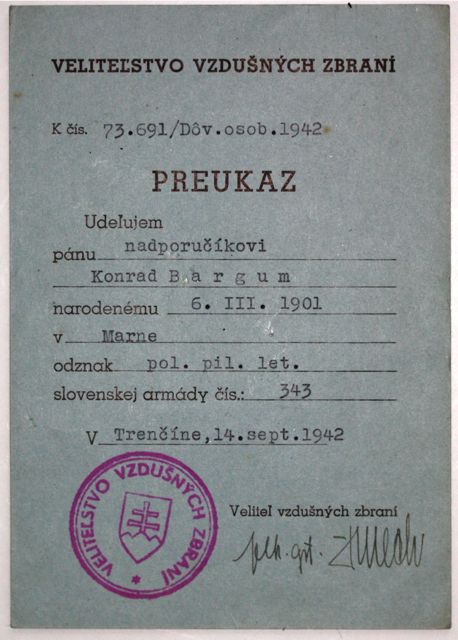 VELITEĽSTVO VZDUŠNÝCH ZBRANÍ
K čís. 73.691/Dôv.osob.1942
PREUKAZ
Udeľujem
pánu nadporučíkovi
Konrad Bargum
narodenému 6. III. 1901
v Marne
odznak pol. pil. let.
slovenskej armády čís.: 343
V Trenčíne,14.sept.1942
VELITEĽSTVO VZDUŠNÝCH ZBRANÍ
Veliteľ vzdušných zbraní